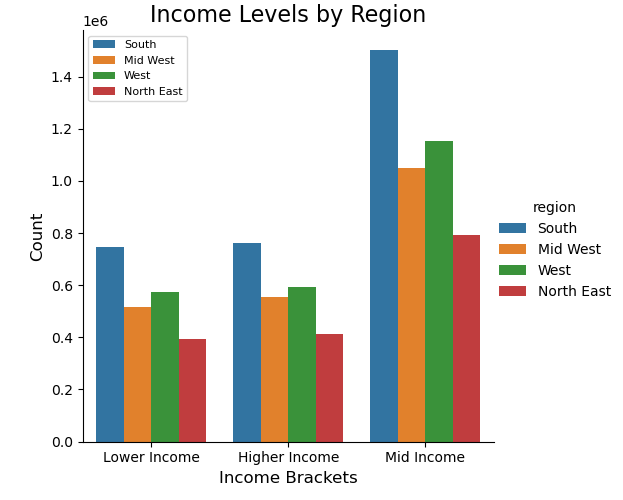 Income Levels by Region
1e6
South
Mid West
West
North East
1.4
1.2
1.0
0.8
0.6
0.4
0.2
0.0
Count
Lower Income Higher Income Mid Income
Income Brackets
region
South
Mid West
West
North East